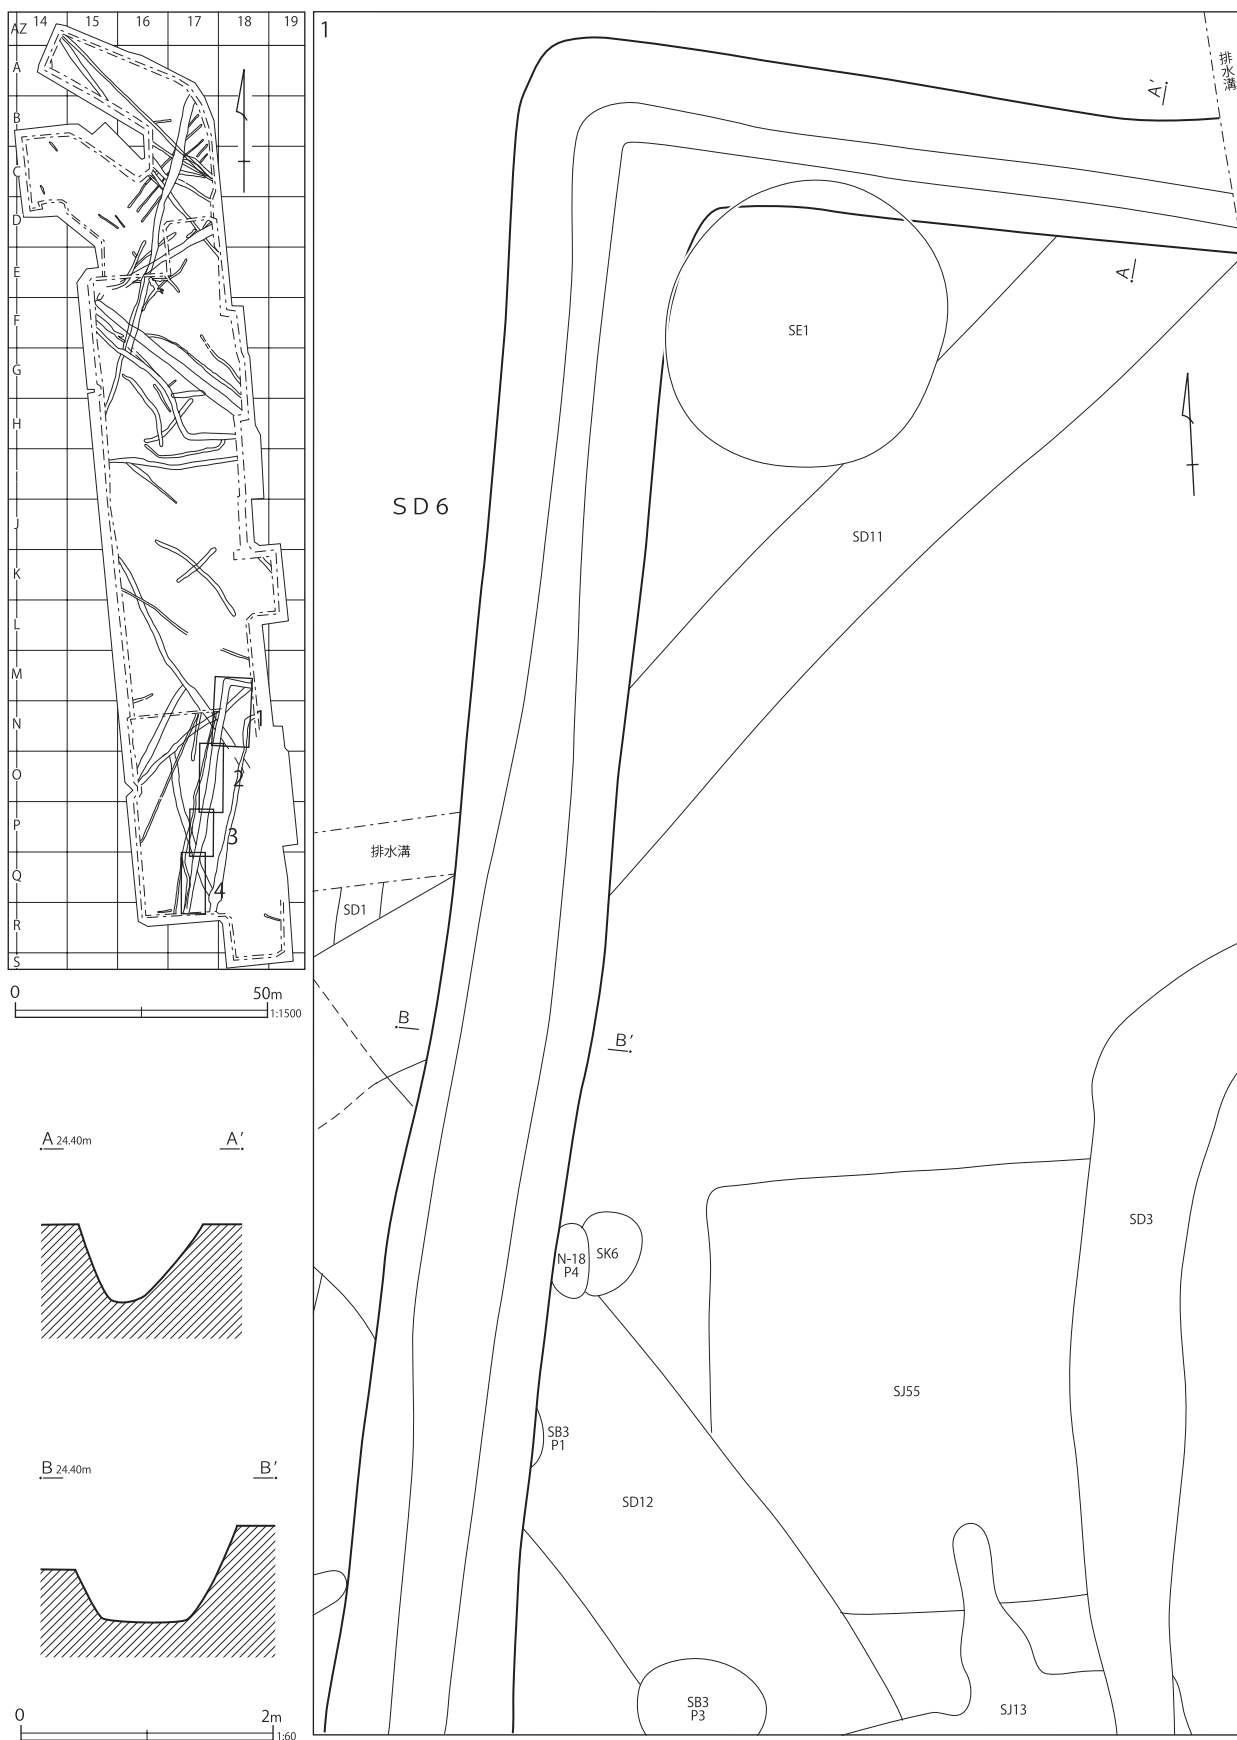 14 15 16 17 18 19
AZ
A
B
C
D
E
F
G
H
J
K
L
M
N
O
P
Q
R
S
1
2
3
4
0 50m
1:1500
A 24.40m A′
B 24.40m B′
0 2m
1:60
1
排水溝
A′
A
SE1
SD6
SD11
排水溝
SD1
B
B′
SD3
N-18
P4
SK6
SJ55
SB3
P1
SD12
SB3
P3
SJ13